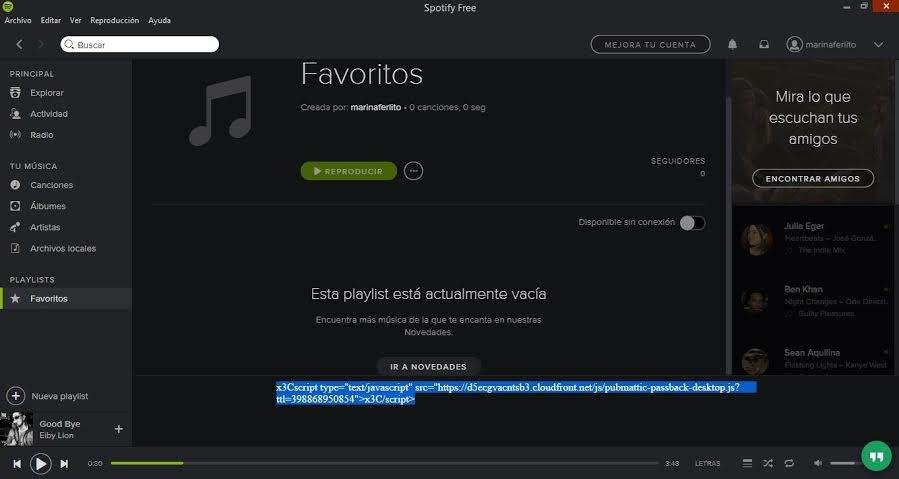 Spotify Free
Archivo Editar Ver Reproducción Ayuda
Buscar
MEJORA TU CUENTA
marinaferlito
PRINCIPAL
Explorar
Actividad
Radio
TU MÚSICA
Canciones
Álbumes
Artistas
Archivos locales
PLAYLISTS
Favoritos
Nueva playlist
Good Bye
Eiby Lion
Favoritos
Creada por: marinaferlito • 0 canciones, 0 seg
REPRODUCIR
SEGUIDORES
0
Disponible sin conexión
Esta playlist está actualmente vacía
Encuentra más música de la que te encanta en nuestras
Novedades.
IR A NOVEDADES
x3Cscript type="text/javascript" src="https://d5ecgvacntsb3.cloudfront.net/js/pubmattic-passback-desktop.js?
ttl=398868950854">x3C/script>
Mira lo que
escuchan tus
amigos
ENCONTRAR AMIGOS
Julia Eger
Heartbeats – José Gonzá..
The Indie Mix
Ben Khan
Night Changes – One Directi..
Guilty Pleasures
Sean Aquilina
Flashing Lights – Kanye West
0:30
3:48
LETRAS